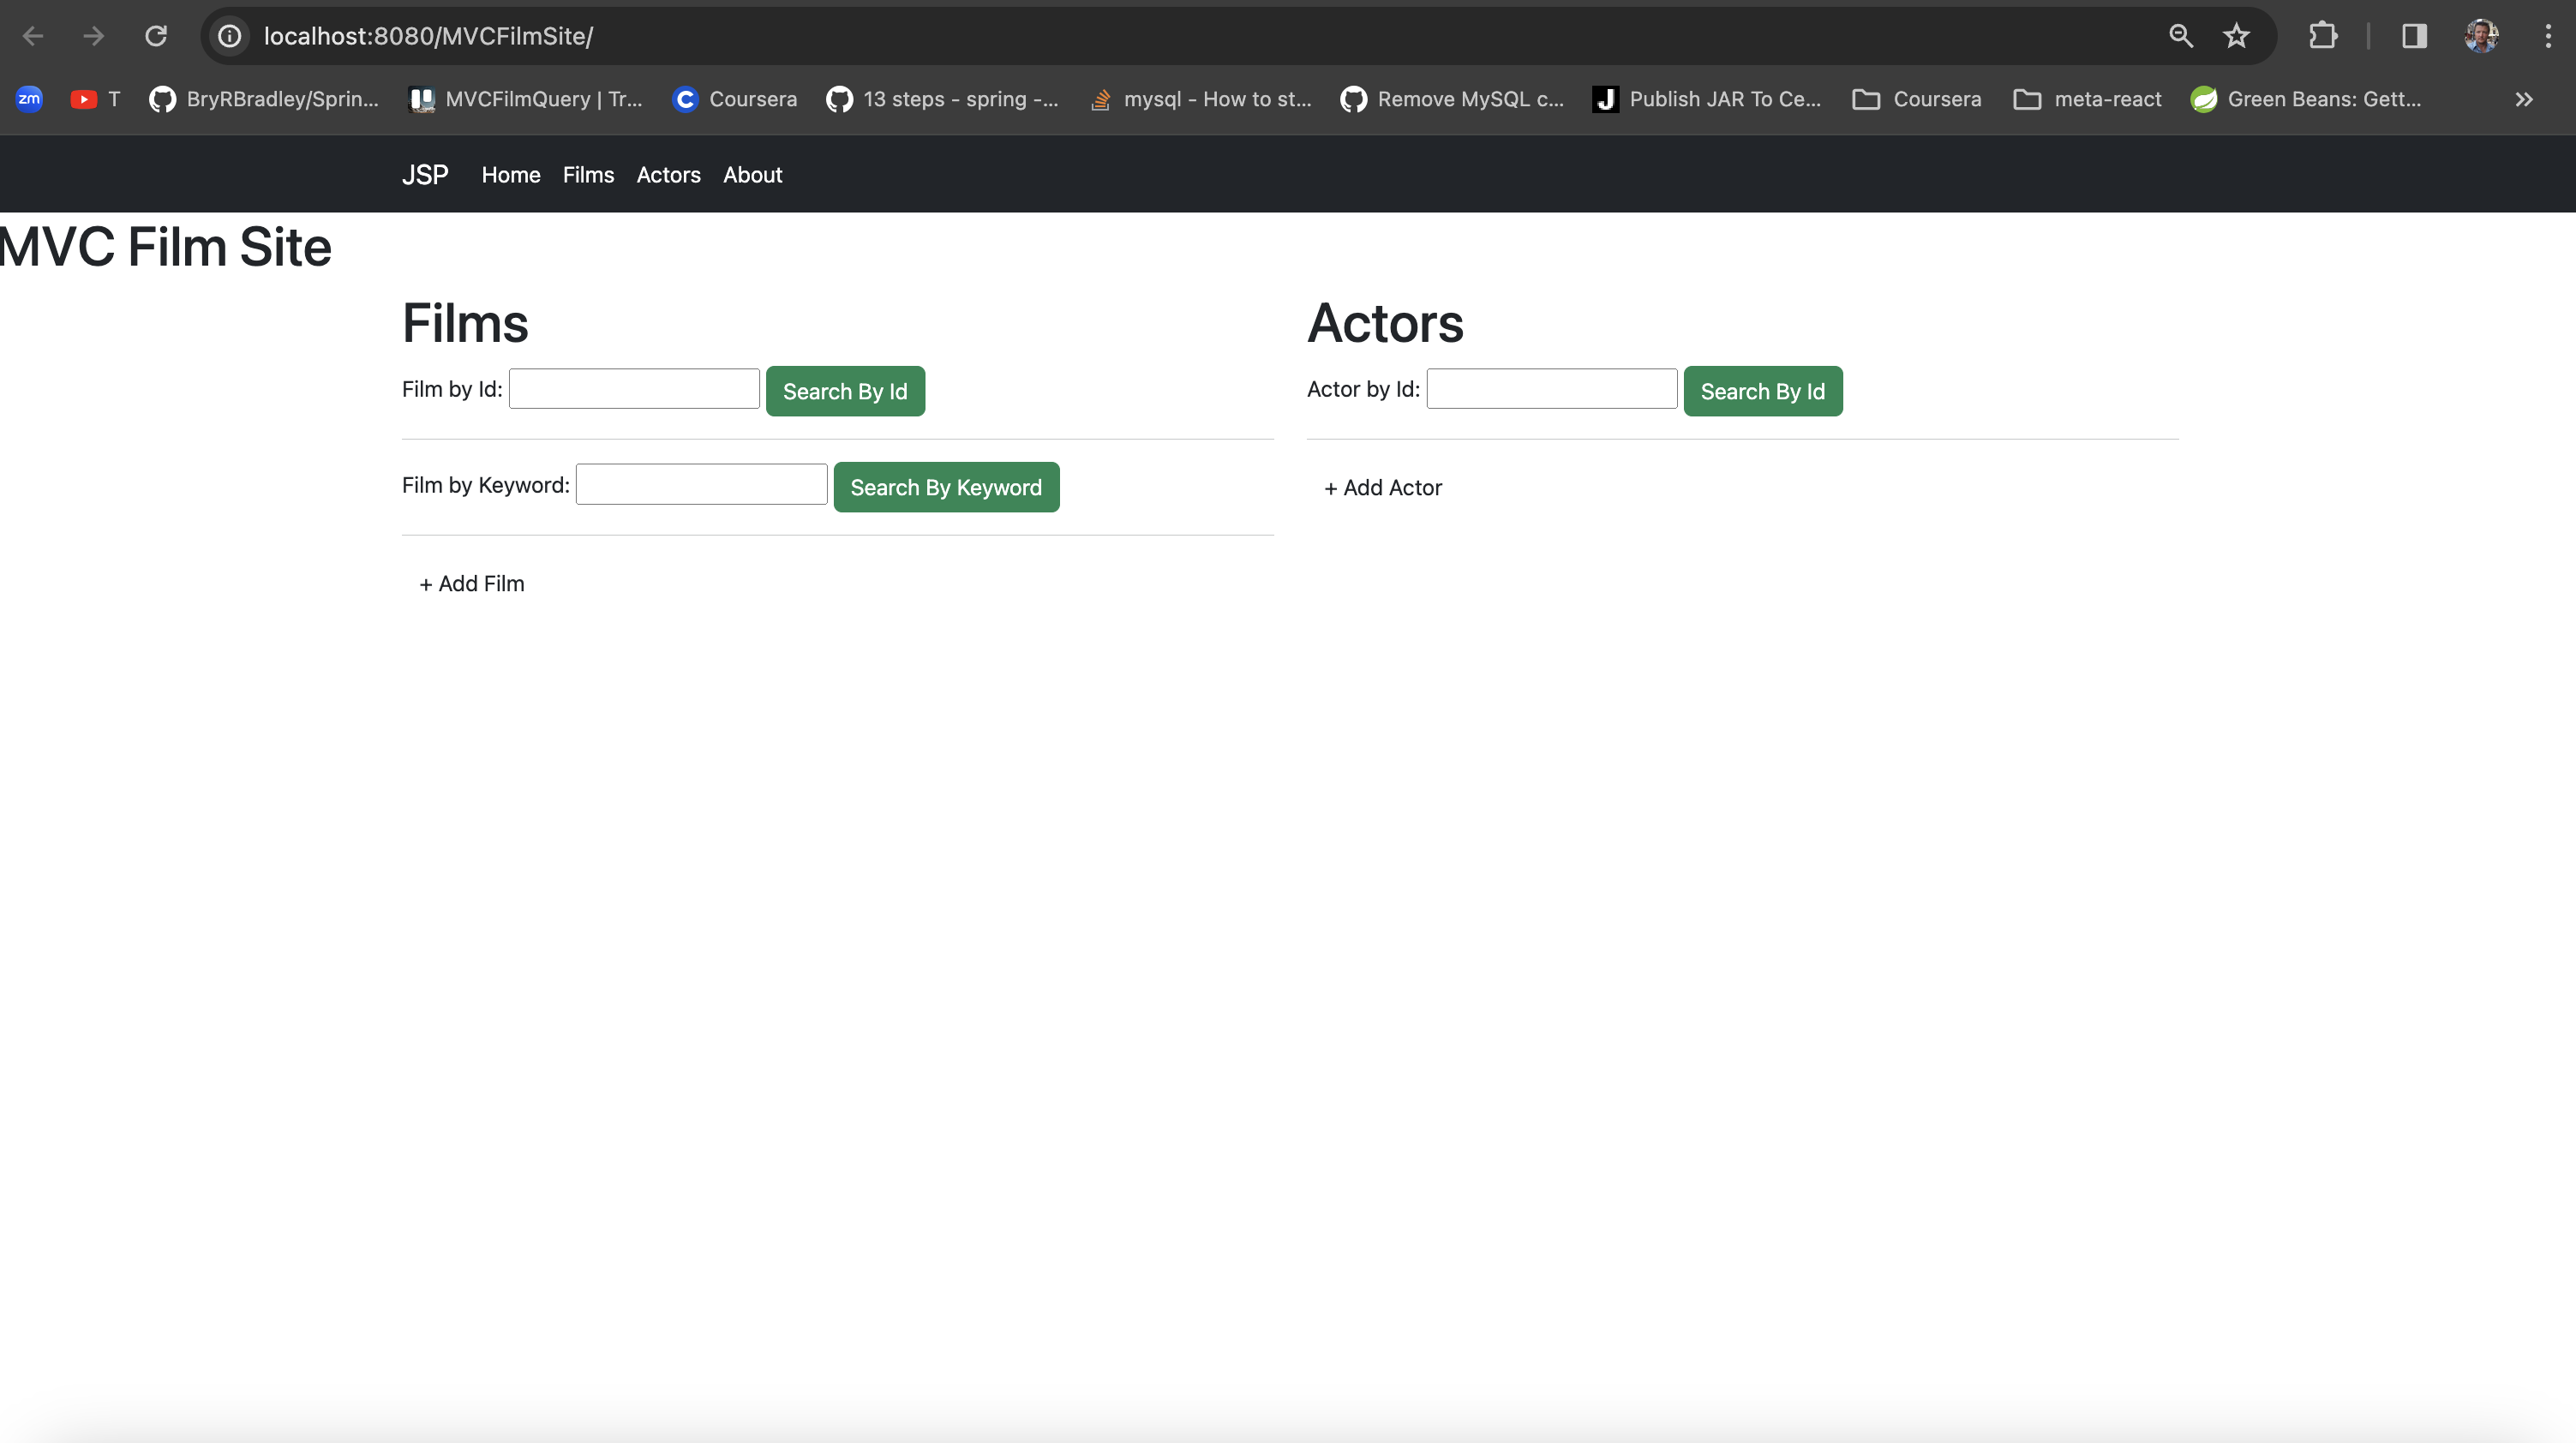 localhost:8080/MVCFilmSite/
zm T BryRBradley/Sprin... MVCFilmQuery | Tr... C Coursera 13 steps - spring -... mysql - How to st... Remove MySQL c... J Publish JAR To Ce... Coursera meta-react Green Beans: Gett...
JSP Home Films Actors About
MVC Film Site
Films
Film by Id: Search By Id
Film by Keyword: Search By Keyword
+ Add Film
Actors
Actor by Id: Search By Id
+ Add Actor